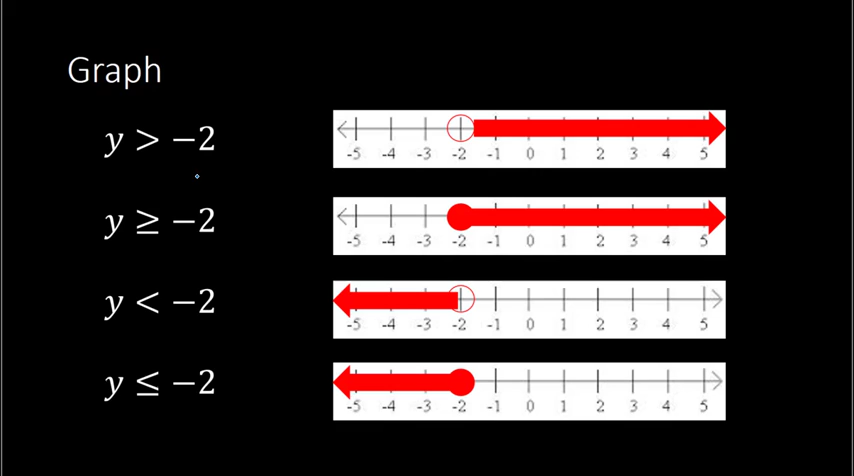 Graph
y > −2
-5 -4 -3 -2 -1 0 1 2 3 4 5
y ≥ −2
-5 -4 -3 -2 -1 0 1 2 3 4 5
y < −2
-5 -4 -3 -2 -1 0 1 2 3 4 5
y ≤ −2
-5 -4 -3 -2 -1 0 1 2 3 4 5